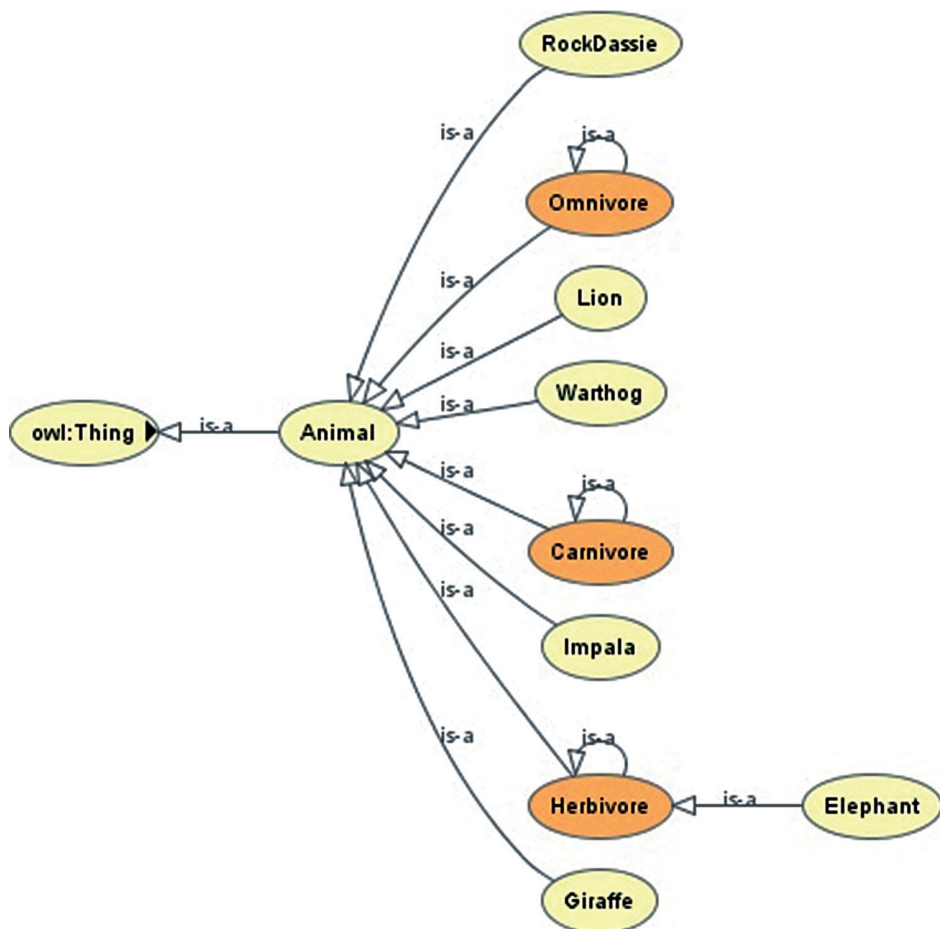 RockDassie
is-a
is-a
Omnivore
is-a
Lion
is-a
Warthog
is-a
owl:Thing
is-a
Animal
is-a
is-a
Carnivore
is-a
is-a
Impala
is-a
is-a
Herbivore
is-a
Elephant
Giraffe